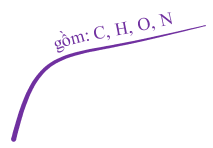 gồm: C, H, O, N